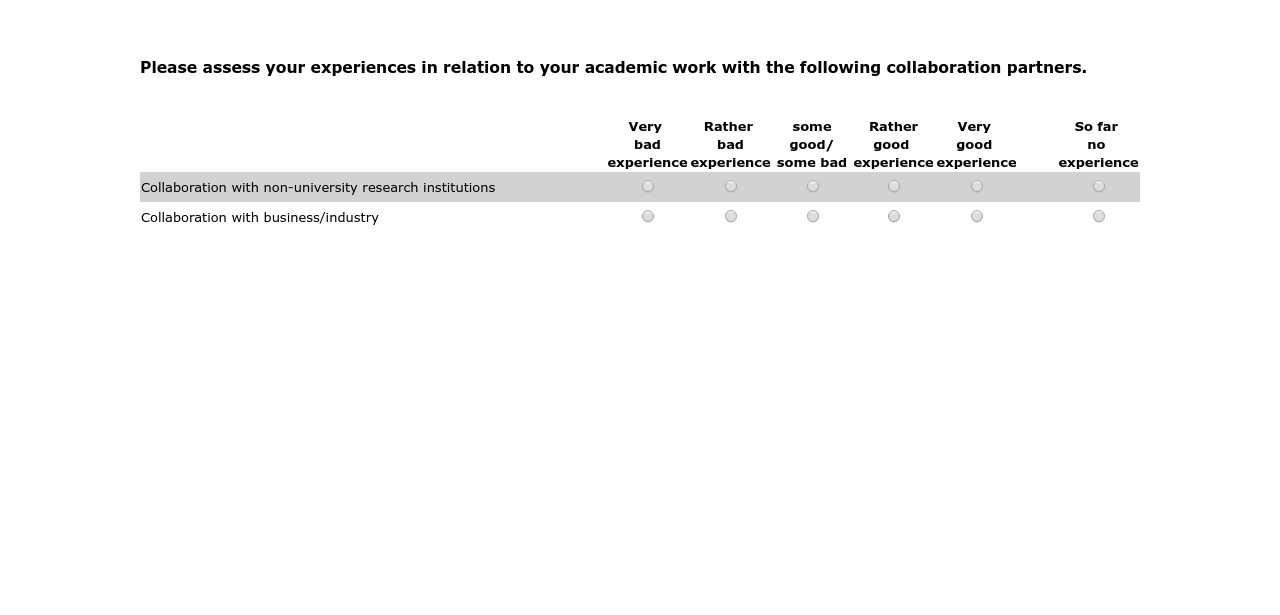 Please assess your experiences in relation to your academic work with the following collaboration partners.
Very Rather some Rather Very So far
bad bad good/ good good no
experience experience some bad experience experience experience
Collaboration with non-university research institutions
Collaboration with business/industry